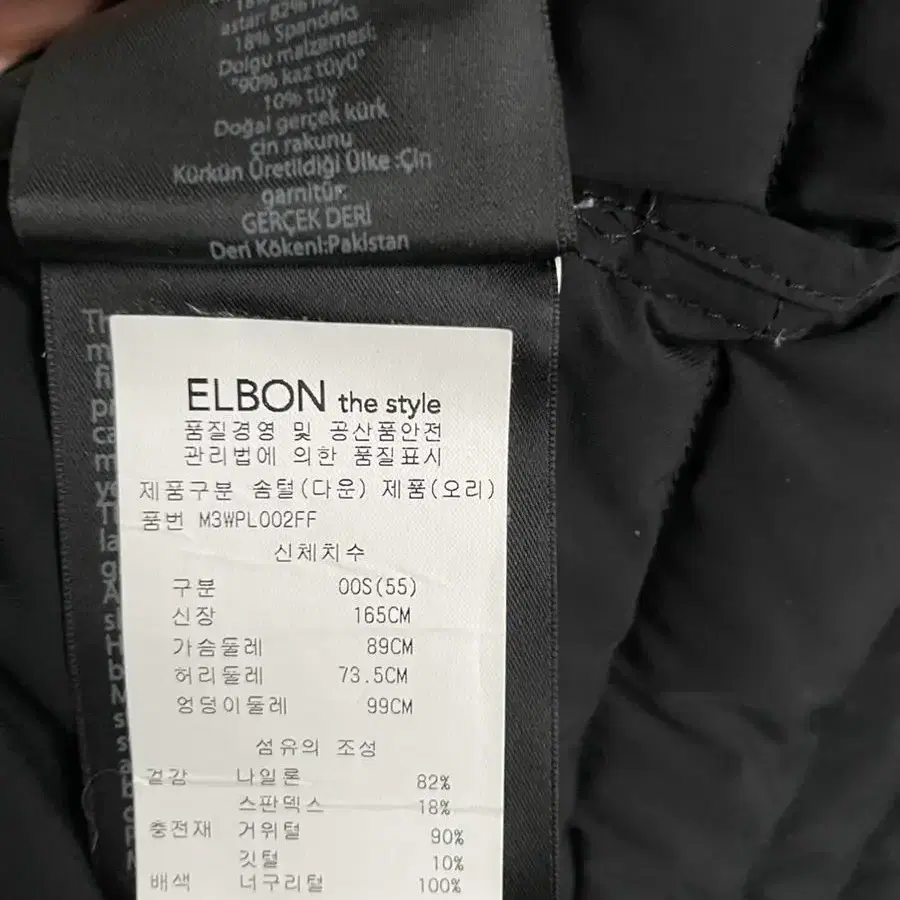 astarı 82%
18% Spandeks
Dolgu malzemesi:
"90% kaz tüyü"
10% tüy
Doğal gerçek kürk
çin rakunu
Kürkün Üretildiği Ülke :Çin
garnitür:
GERÇEK DERİ
Deri Kökeni:Pakistan
ELBON the style
품질경영 및 공산품안전
관리법에 의한 품질표시
제품구분 솜털(다운) 제품(오리)
품번 M3WPL002FF
신체치수
구분 00S(55)
신장 165CM
가슴둘레 89CM
허리둘레 73.5CM
엉덩이둘레 99CM
섬유의 조성
겉감 나일론 82%
스판덱스 18%
충전재 거위털 90%
깃털 10%
배색 너구리털 100%